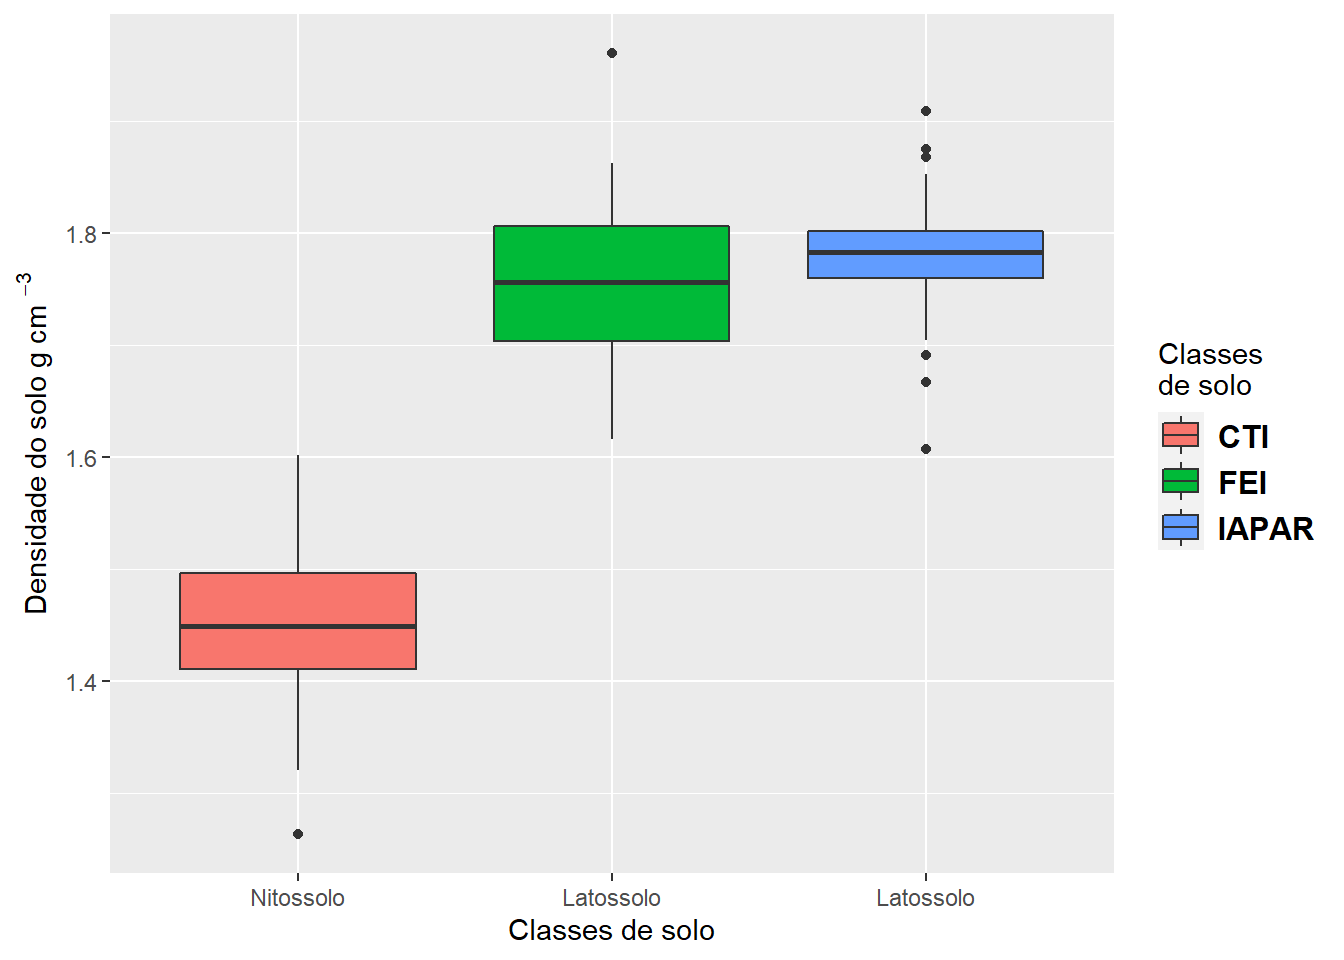 Densidade do solo g cm −3
1.8
1.6
1.4
Nitossolo
Latossolo
Latossolo
Classes de solo
Classes
de solo
CTI
FEI
IAPAR